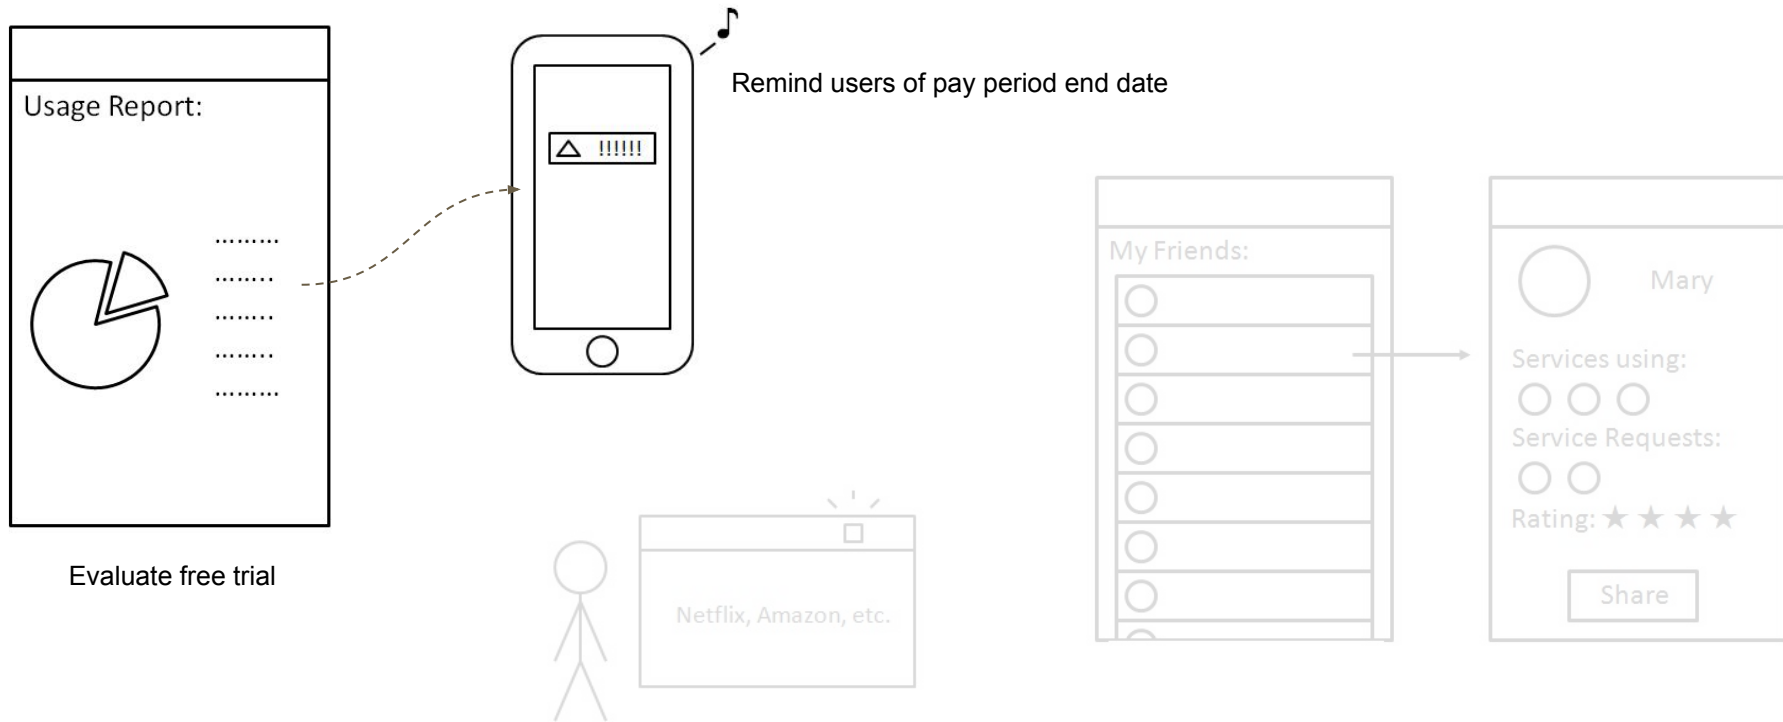 Usage Report:
………
……..
……..
……..
………
Evaluate free trial
!!!!!!
Remind users of pay period end date
Netflix, Amazon, etc.
My Friends:
Mary
Services using:
Service Requests:
Rating: ★ ★ ★ ★
Share